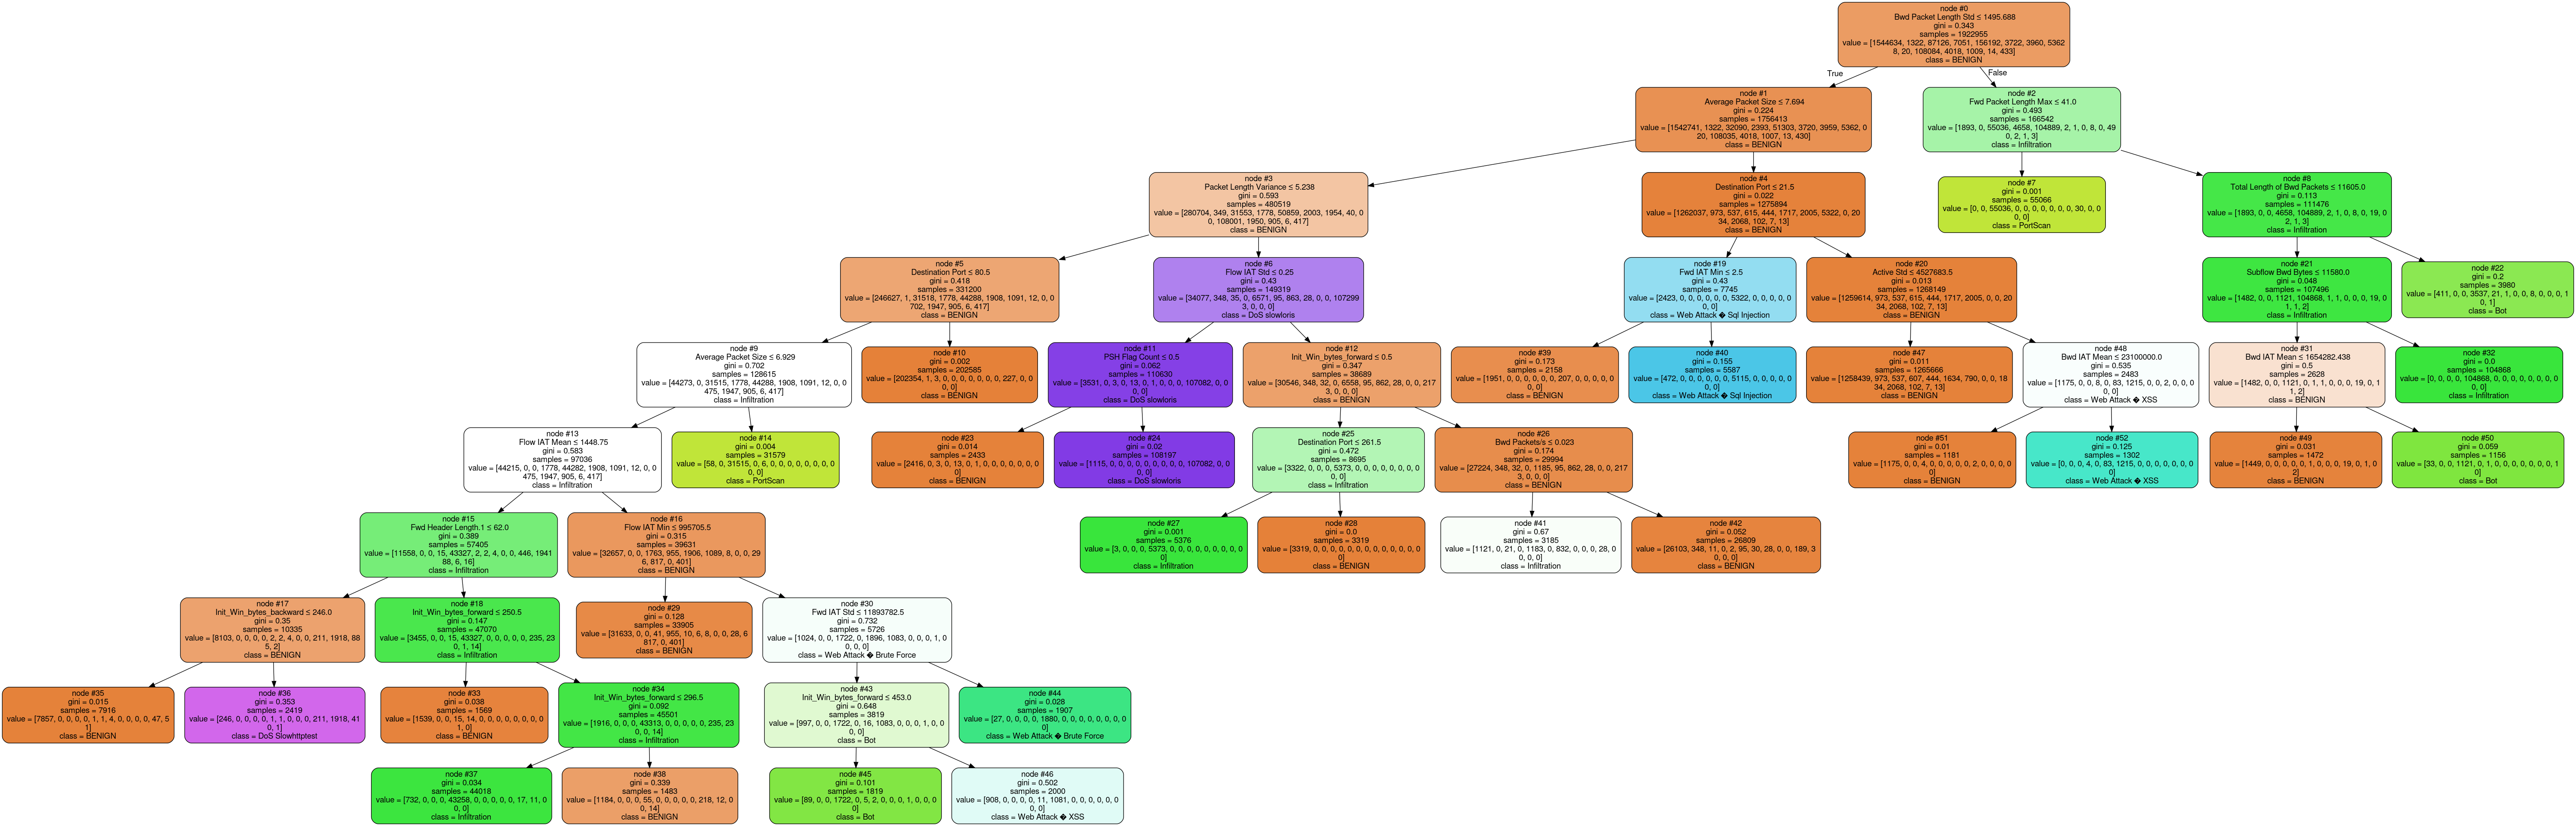 node #0
Bwd Packet Length Std ≤ 1495.688
gini = 0.343
samples = 1922955
value = [1544634, 1322, 87126, 7051, 156192, 3722, 3960, 5362
8, 20, 108084, 4018, 1009, 14, 433]
class = BENIGN
True
False
node #1
Average Packet Size ≤ 7.694
gini = 0.224
samples = 1756413
value = [1542741, 1322, 32090, 2393, 51303, 3720, 3959, 5362, 0
20, 108035, 4018, 1007, 13, 430]
class = BENIGN
node #2
Fwd Packet Length Max ≤ 41.0
gini = 0.493
samples = 166542
value = [1893, 0, 55036, 4658, 104889, 2, 1, 0, 8, 0, 49
0, 2, 1, 3]
class = Infiltration
node #3
Packet Length Variance ≤ 5.238
gini = 0.593
samples = 480519
value = [280704, 349, 31553, 1778, 50859, 2003, 1954, 40, 0
0, 108001, 1950, 905, 6, 417]
class = BENIGN
node #4
Destination Port ≤ 21.5
gini = 0.022
samples = 1275894
value = [1262037, 973, 537, 615, 444, 1717, 2005, 5322, 0, 20
34, 2068, 102, 7, 13]
class = BENIGN
node #7
gini = 0.001
samples = 55066
value = [0, 0, 55036, 0, 0, 0, 0, 0, 0, 0, 30, 0, 0
0, 0]
class = PortScan
node #8
Total Length of Bwd Packets ≤ 11605.0
gini = 0.113
samples = 111476
value = [1893, 0, 0, 4658, 104889, 2, 1, 0, 8, 0, 19, 0
2, 1, 3]
class = Infiltration
node #5
Destination Port ≤ 80.5
gini = 0.418
samples = 331200
value = [246627, 1, 31518, 1778, 44288, 1908, 1091, 12, 0, 0
702, 1947, 905, 6, 417]
class = BENIGN
node #6
Flow IAT Std ≤ 0.25
gini = 0.43
samples = 149319
value = [34077, 348, 35, 0, 6571, 95, 863, 28, 0, 0, 107299
3, 0, 0, 0]
class = DoS slowloris
node #19
Fwd IAT Min ≤ 2.5
gini = 0.43
samples = 7745
value = [2423, 0, 0, 0, 0, 0, 0, 5322, 0, 0, 0, 0, 0
0, 0]
class = Web Attack � Sql Injection
node #20
Active Std ≤ 4527683.5
gini = 0.013
samples = 1268149
value = [1259614, 973, 537, 615, 444, 1717, 2005, 0, 0, 20
34, 2068, 102, 7, 13]
class = BENIGN
node #21
Subflow Bwd Bytes ≤ 11580.0
gini = 0.048
samples = 107496
value = [1482, 0, 0, 1121, 104868, 1, 1, 0, 0, 0, 19, 0
1, 1, 2]
class = Infiltration
node #22
gini = 0.2
samples = 3980
value = [411, 0, 0, 3537, 21, 1, 0, 0, 8, 0, 0, 0, 1
0, 1]
class = Bot
node #9
Average Packet Size ≤ 6.929
gini = 0.702
samples = 128615
value = [44273, 0, 31515, 1778, 44288, 1908, 1091, 12, 0, 0
475, 1947, 905, 6, 417]
class = Infiltration
node #10
gini = 0.002
samples = 202585
value = [202354, 1, 3, 0, 0, 0, 0, 0, 0, 0, 227, 0, 0
0, 0]
class = BENIGN
node #11
PSH Flag Count ≤ 0.5
gini = 0.062
samples = 110630
value = [3531, 0, 3, 0, 13, 0, 1, 0, 0, 0, 107082, 0, 0
0, 0]
class = DoS slowloris
node #12
Init_Win_bytes_forward ≤ 0.5
gini = 0.347
samples = 38689
value = [30546, 348, 32, 0, 6558, 95, 862, 28, 0, 0, 217
3, 0, 0, 0]
class = BENIGN
node #39
gini = 0.173
samples = 2158
value = [1951, 0, 0, 0, 0, 0, 0, 207, 0, 0, 0, 0, 0
0, 0]
class = BENIGN
node #40
gini = 0.155
samples = 5587
value = [472, 0, 0, 0, 0, 0, 0, 5115, 0, 0, 0, 0, 0
0, 0]
class = Web Attack � Sql Injection
node #47
gini = 0.011
samples = 1265666
value = [1258439, 973, 537, 607, 444, 1634, 790, 0, 0, 18
34, 2068, 102, 7, 13]
class = BENIGN
node #48
Bwd IAT Mean ≤ 23100000.0
gini = 0.535
samples = 2483
value = [1175, 0, 0, 8, 0, 83, 1215, 0, 0, 2, 0, 0, 0
0, 0]
class = Web Attack � XSS
node #31
Bwd IAT Mean ≤ 1654282.438
gini = 0.5
samples = 2628
value = [1482, 0, 0, 1121, 0, 1, 1, 0, 0, 0, 19, 0, 1
1, 2]
class = BENIGN
node #32
gini = 0.0
samples = 104868
value = [0, 0, 0, 0, 104868, 0, 0, 0, 0, 0, 0, 0, 0
0, 0]
class = Infiltration
node #13
Flow IAT Mean ≤ 1448.75
gini = 0.583
samples = 97036
value = [44215, 0, 0, 1778, 44282, 1908, 1091, 12, 0, 0
475, 1947, 905, 6, 417]
class = Infiltration
node #14
gini = 0.004
samples = 31579
value = [58, 0, 31515, 0, 6, 0, 0, 0, 0, 0, 0, 0, 0
0, 0]
class = PortScan
node #23
gini = 0.014
samples = 2433
value = [2416, 0, 3, 0, 13, 0, 1, 0, 0, 0, 0, 0, 0, 0
0]
class = BENIGN
node #24
gini = 0.02
samples = 108197
value = [1115, 0, 0, 0, 0, 0, 0, 0, 0, 0, 107082, 0, 0
0, 0]
class = DoS slowloris
node #25
Destination Port ≤ 261.5
gini = 0.472
samples = 8695
value = [3322, 0, 0, 0, 5373, 0, 0, 0, 0, 0, 0, 0, 0
0, 0]
class = Infiltration
node #26
Bwd Packets/s ≤ 0.023
gini = 0.174
samples = 29994
value = [27224, 348, 32, 0, 1185, 95, 862, 28, 0, 0, 217
3, 0, 0, 0]
class = BENIGN
node #51
gini = 0.01
samples = 1181
value = [1175, 0, 0, 4, 0, 0, 0, 0, 0, 2, 0, 0, 0, 0
0]
class = BENIGN
node #52
gini = 0.125
samples = 1302
value = [0, 0, 0, 4, 0, 83, 1215, 0, 0, 0, 0, 0, 0, 0
0]
class = Web Attack � XSS
node #49
gini = 0.031
samples = 1472
value = [1449, 0, 0, 0, 0, 0, 1, 0, 0, 0, 19, 0, 1, 0
2]
class = BENIGN
node #50
gini = 0.059
samples = 1156
value = [33, 0, 0, 1121, 0, 1, 0, 0, 0, 0, 0, 0, 0, 1
0]
class = Bot
node #15
Fwd Header Length.1 ≤ 62.0
gini = 0.389
samples = 57405
value = [11558, 0, 0, 15, 43327, 2, 2, 4, 0, 0, 446, 1941
88, 6, 16]
class = Infiltration
node #16
Flow IAT Min ≤ 995705.5
gini = 0.315
samples = 39631
value = [32657, 0, 0, 1763, 955, 1906, 1089, 8, 0, 0, 29
6, 817, 0, 401]
class = BENIGN
node #27
gini = 0.001
samples = 5376
value = [3, 0, 0, 0, 5373, 0, 0, 0, 0, 0, 0, 0, 0, 0
0]
class = Infiltration
node #28
gini = 0.0
samples = 3319
value = [3319, 0, 0, 0, 0, 0, 0, 0, 0, 0, 0, 0, 0, 0
0]
class = BENIGN
node #41
gini = 0.67
samples = 3185
value = [1121, 0, 21, 0, 1183, 0, 832, 0, 0, 0, 28, 0, 0
0, 0, 0]
class = Infiltration
node #42
gini = 0.052
samples = 26809
value = [26103, 348, 11, 0, 2, 95, 30, 28, 0, 0, 189, 3
0, 0, 0]
class = BENIGN
node #17
Init_Win_bytes_backward ≤ 246.0
gini = 0.35
samples = 10335
value = [8103, 0, 0, 0, 0, 2, 2, 4, 0, 0, 211, 1918, 88
5, 2]
class = BENIGN
node #18
Init_Win_bytes_forward ≤ 250.5
gini = 0.147
samples = 47070
value = [3455, 0, 0, 15, 43327, 0, 0, 0, 0, 0, 235, 23
0, 1, 14]
class = Infiltration
node #29
gini = 0.128
samples = 33905
value = [31633, 0, 0, 41, 955, 10, 6, 8, 0, 0, 28, 6
817, 0, 401]
class = BENIGN
node #30
Fwd IAT Std ≤ 11893782.5
gini = 0.732
samples = 5726
value = [1024, 0, 0, 1722, 0, 1896, 1083, 0, 0, 0, 1, 0
0, 0, 0]
class = Web Attack � Brute Force
node #35
gini = 0.015
samples = 7916
value = [7857, 0, 0, 0, 0, 1, 1, 4, 0, 0, 0, 0, 47, 5
1]
class = BENIGN
node #36
gini = 0.353
samples = 2419
value = [246, 0, 0, 0, 0, 1, 1, 0, 0, 0, 211, 1918, 41
0, 1]
class = DoS Slowhttptest
node #33
gini = 0.038
samples = 1569
value = [1539, 0, 0, 15, 14, 0, 0, 0, 0, 0, 0, 0, 0
1, 0]
class = BENIGN
node #34
Init_Win_bytes_forward ≤ 296.5
gini = 0.092
samples = 45501
value = [1916, 0, 0, 0, 43313, 0, 0, 0, 0, 0, 235, 23
0, 0, 14]
class = Infiltration
node #43
Init_Win_bytes_forward ≤ 453.0
gini = 0.648
samples = 3819
value = [997, 0, 0, 1722, 0, 16, 1083, 0, 0, 0, 1, 0, 0
0, 0]
class = Bot
node #44
gini = 0.028
samples = 1907
value = [27, 0, 0, 0, 0, 1880, 0, 0, 0, 0, 0, 0, 0, 0
0]
class = Web Attack � Brute Force
node #37
gini = 0.034
samples = 44018
value = [732, 0, 0, 0, 43258, 0, 0, 0, 0, 0, 17, 11, 0
0, 0]
class = Infiltration
node #38
gini = 0.339
samples = 1483
value = [1184, 0, 0, 0, 55, 0, 0, 0, 0, 0, 218, 12, 0
0, 14]
class = BENIGN
node #45
gini = 0.101
samples = 1819
value = [89, 0, 0, 1722, 0, 5, 2, 0, 0, 0, 1, 0, 0, 0
0]
class = Bot
node #46
gini = 0.502
samples = 2000
value = [908, 0, 0, 0, 0, 11, 1081, 0, 0, 0, 0, 0, 0
0, 0]
class = Web Attack � XSS